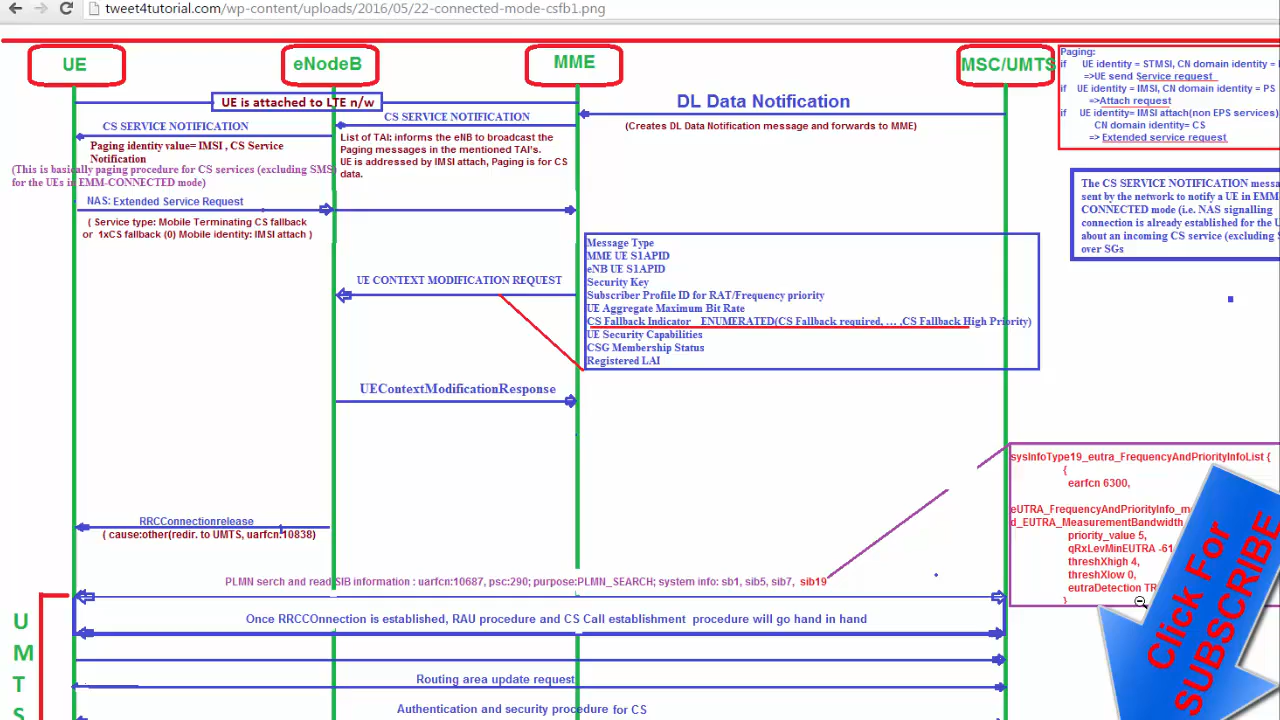 tweet4tutorial.com/wp-content/uploads/2016/05/22-connected-mode-csfb1.png
UE
eNodeB
MME
MSC/UMTS
Paging:
if UE identity = STMSI, CN domain identity =
=>UE send Service request
if UE identity = IMSI, CN domain identity = PS
=>Attach request
if UE identity= IMSI attach(non EPS services)
CN domain identity= CS
=> Extended service request
UE is attached to LTE n/w
DL Data Notification
(Creates DL Data Notification message and forwards to MME)
CS SERVICE NOTIFICATION
CS SERVICE NOTIFICATION
List of TAI: informs the eNB to broadcast the
Paging messages in the mentioned TAI's.
UE is addressed by IMSI attach, Paging is for CS
data.
Paging identity value= IMSI , CS Service
Notification
(This is basically paging procedure for CS services (excluding SMS)
for the UEs in EMM-CONNECTED mode)
The CS SERVICE NOTIFICATION
sent by the network to notify a UE in EMM
CONNECTED mode (i.e. NAS signalling
connection is already established for the
about an incoming CS service (excluding
over SGs
NAS: Extended Service Request
( Service type: Mobile Terminating CS fallback
or 1xCS fallback (0) Mobile identity: IMSI attach )
Message Type
MME UE S1APID
eNB UE S1APID
Security Key
Subscriber Profile ID for RAT/Frequency priority
UE Aggregate Maximum Bit Rate
CS Fallback Indicator ENUMERATED(CS Fallback required, ... ,CS Fallback High Priority)
UE Security Capabilities
CSG Membership Status
Registered LAI
UE CONTEXT MODIFICATION REQUEST
UEContextModificationResponse
sysInfoType19_eutra_FrequencyAndPriorityInfoList {
{
earfcn 6300,
eUTRA_FrequencyAndPriorityInfo_m
d_EUTRA_MeasurementBandwidth
priority_value 5,
qRxLevMinEUTRA -61
threshXhigh 4,
threshXlow 0,
eutraDetection
}
RRCConnectionrelease
( cause:other(redir. to UMTS, uarfcn:10838)
PLMN serch and read SIB information : uarfcn:10687, psc:290; purpose:PLMN_SEARCH; system info: sb1, sib5, sib7, sib19
Once RRCCOnnection is established, RAU procedure and CS Call establishment procedure will go hand in hand
Routing area update request
Authentication and security procedure for CS
U
M
T
S
Click For
SUBSCRIBE